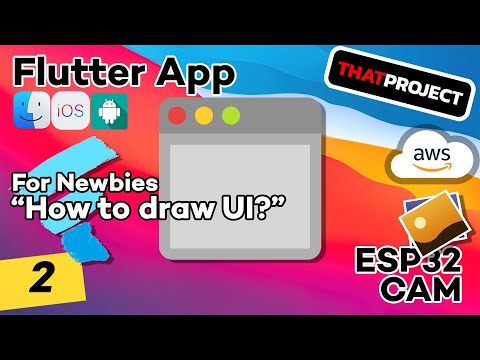 Flutter App
THATPROJECT
iOS
aws
For Newbies
“How to draw UI?”
ESP32
CAM
2